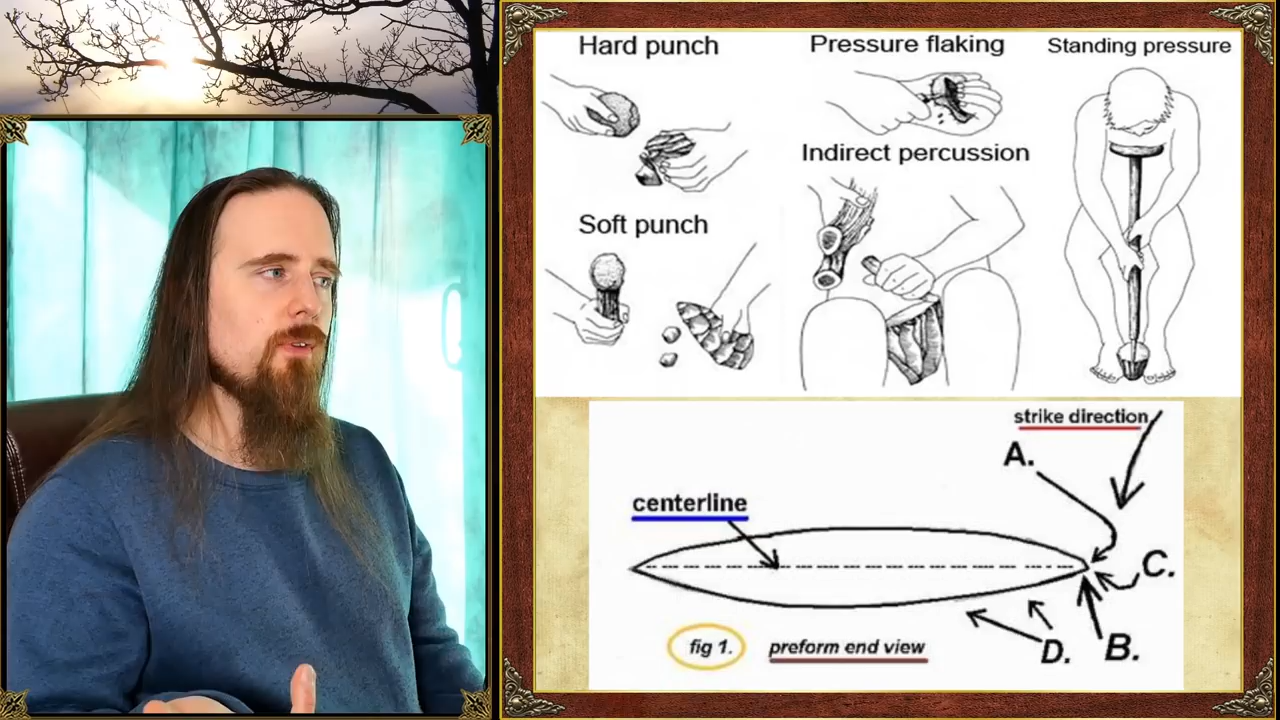 Hard punch
Pressure flaking
Standing pressure
Indirect percussion
Soft punch
strike direction
A.
centerline
C.
B.
D.
fig 1.
preform end view